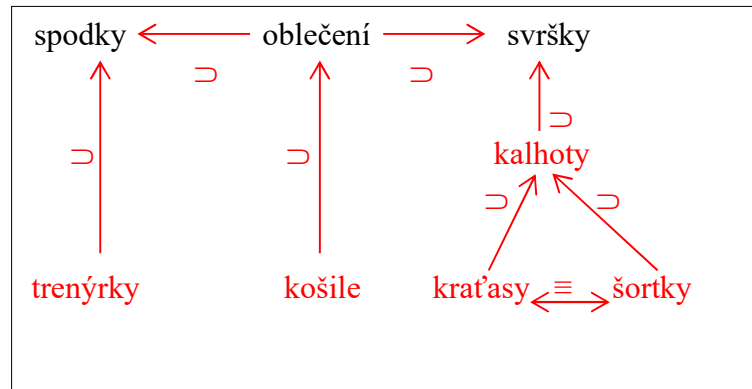 spodky oblečení svršky
⊃ ⊃
⊃
⊃ ⊃
kalhoty
⊃ ⊃
trenýrky košile kraťasy ≡ šortky